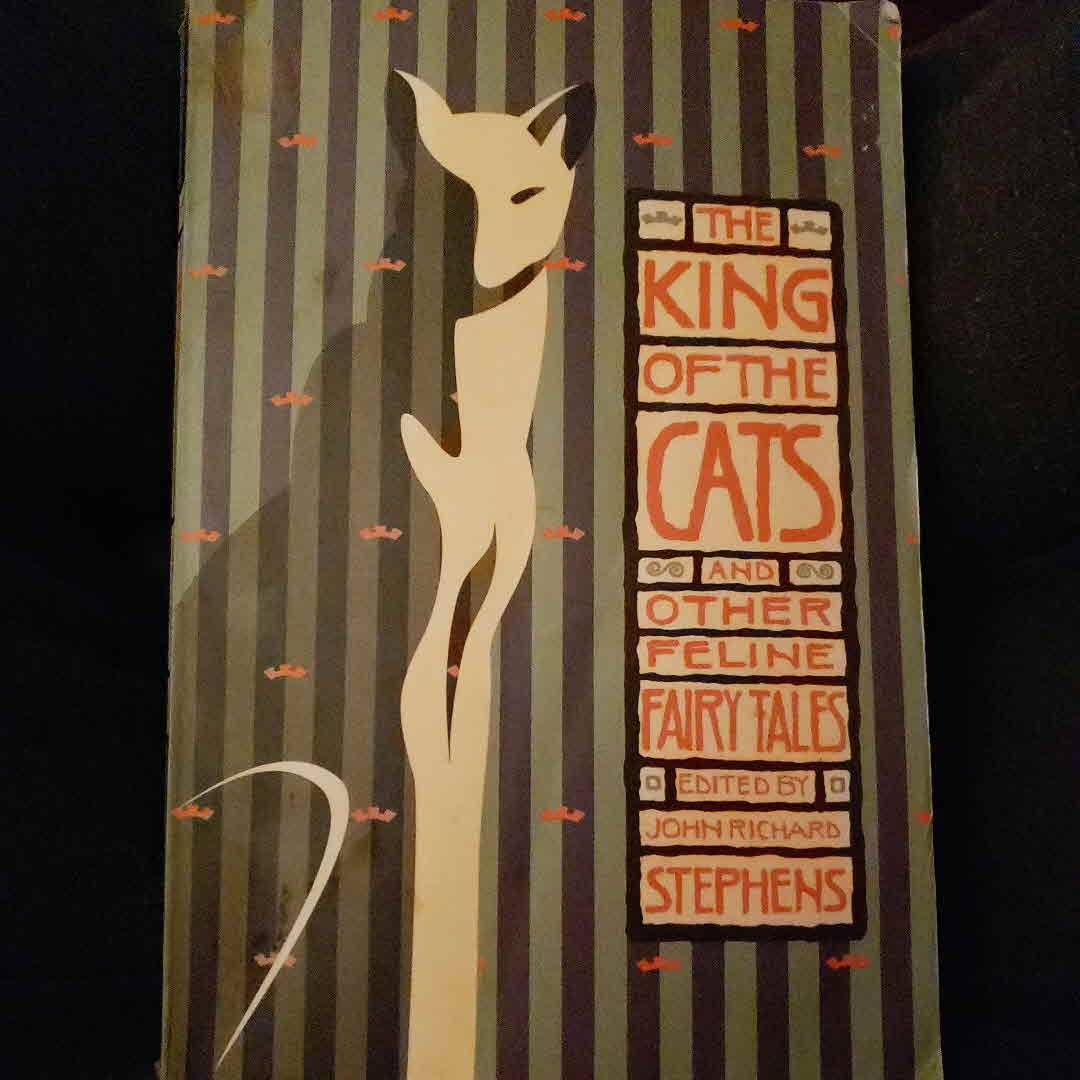 THE
KING
OF THE
CATS
AND
OTHER
FELINE
FAIRY TALES
EDITED BY
JOHN RICHARD
STEPHENS